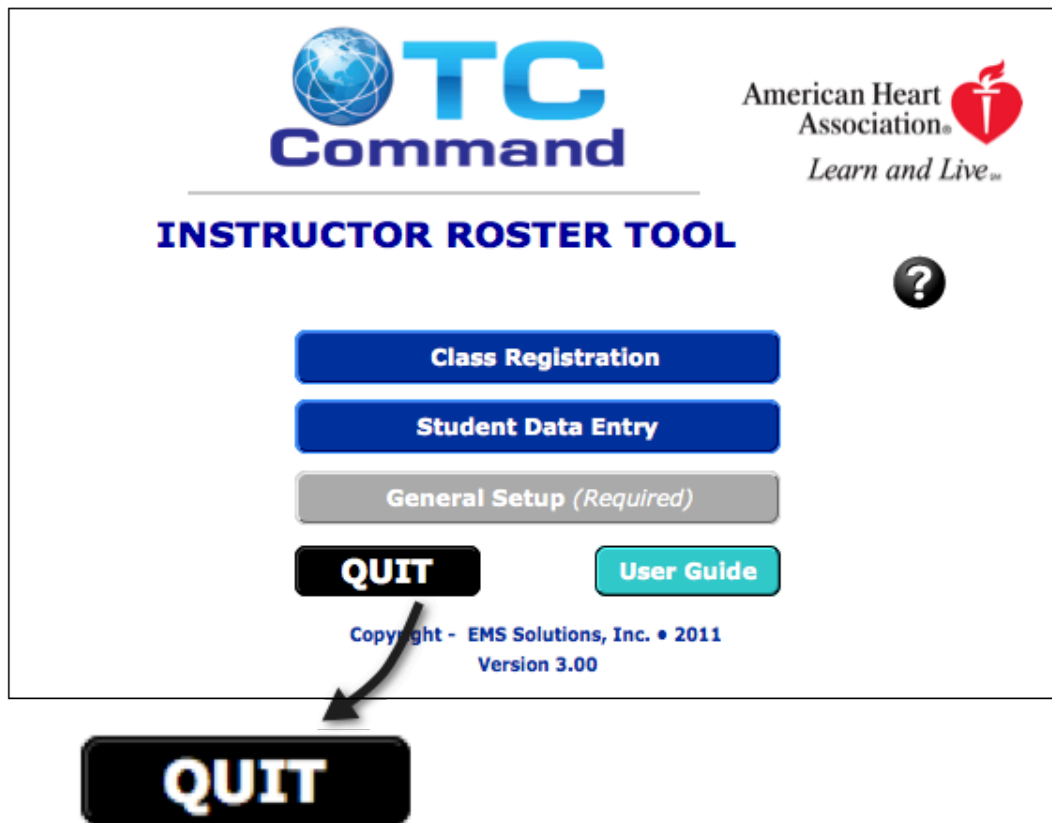 TC
Command
American Heart
Association®
Learn and Live℠
INSTRUCTOR ROSTER TOOL
?
Class Registration
Student Data Entry
General Setup (Required)
QUIT
User Guide
Copyright - EMS Solutions, Inc. • 2011
Version 3.00
QUIT